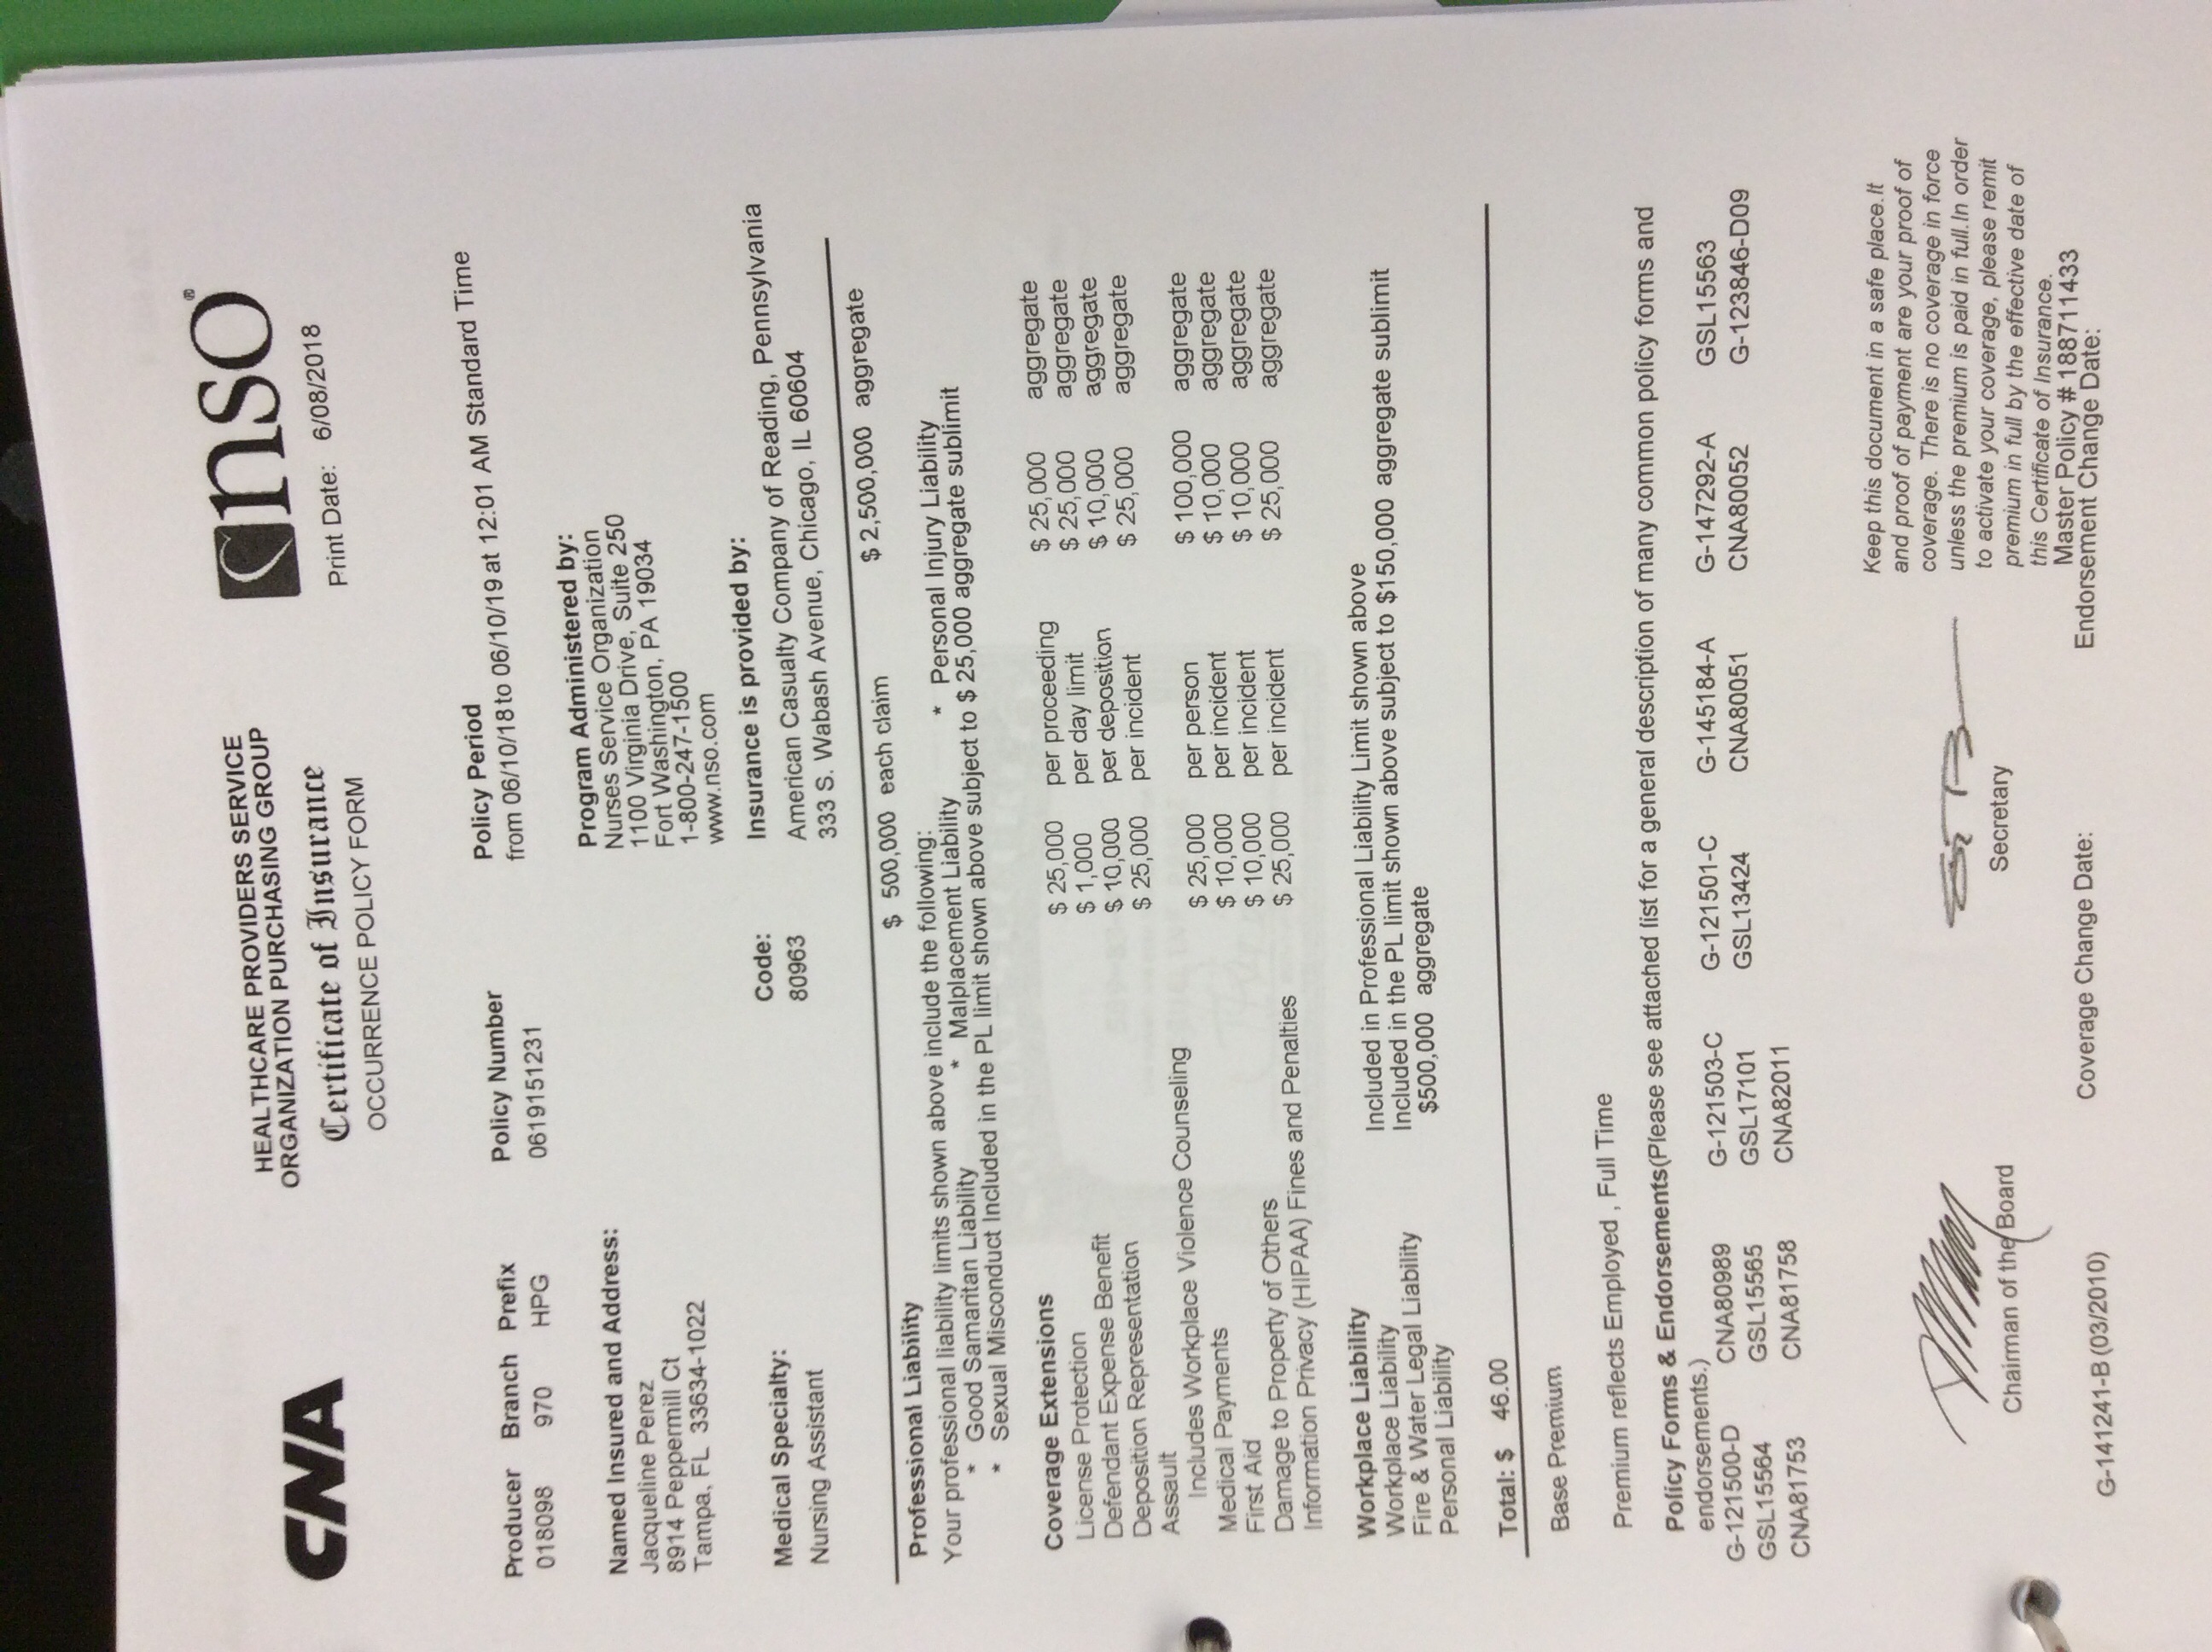 CNA
HEALTHCARE PROVIDERS SERVICE
ORGANIZATION PURCHASING GROUP
Certificate of Insurance
OCCURRENCE POLICY FORM
nso®
Print Date: 6/08/2018
Producer Branch Prefix Policy Number Policy Period
018098 970 HPG 0619151231 from 06/10/18 to 06/10/19 at 12:01 AM Standard Time
Named Insured and Address:
Jacqueline Perez
8914 Peppermill Ct
Tampa, FL 33634-1022
Program Administered by:
Nurses Service Organization
1100 Virginia Drive, Suite 250
Fort Washington, PA 19034
1-800-247-1500
www.nso.com
Medical Specialty: Code:
Nursing Assistant 80963
Insurance is provided by:
American Casualty Company of Reading, Pennsylvania
333 S. Wabash Avenue, Chicago, IL 60604
Professional Liability $ 500,000 each claim $ 2,500,000 aggregate
Your professional liability limits shown above include the following:
* Good Samaritan Liability * Malplacement Liability * Personal Injury Liability
* Sexual Misconduct Included in the PL limit shown above subject to $ 25,000 aggregate sublimit
Coverage Extensions
License Protection $ 25,000 per proceeding $ 25,000 aggregate
Defendant Expense Benefit $ 1,000 per day limit $ 25,000 aggregate
Deposition Representation $ 10,000 per deposition $ 10,000 aggregate
Assault $ 25,000 per incident $ 25,000 aggregate
Includes Workplace Violence Counseling
Medical Payments $ 25,000 per person $ 100,000 aggregate
First Aid $ 10,000 per incident $ 10,000 aggregate
Damage to Property of Others $ 10,000 per incident $ 10,000 aggregate
Information Privacy (HIPAA) Fines and Penalties $ 25,000 per incident $ 25,000 aggregate
Workplace Liability
Workplace Liability Included in Professional Liability Limit shown above
Fire & Water Legal Liability Included in the PL limit shown above subject to $150,000 aggregate sublimit
Personal Liability $500,000 aggregate
Total: $ 46.00
Base Premium
Premium reflects Employed , Full Time
Policy Forms & Endorsements(Please see attached list for a general description of many common policy forms and
endorsements.)
G-121500-D CNA80989 G-121503-C G-121501-C G-145184-A G-147292-A GSL15563
GSL15564 GSL15565 GSL17101 GSL13424 CNA80051 CNA80052 G-123846-D09
CNA81753 CNA81758 CNA82011
Chairman of the Board
Secretary
Keep this document in a safe place.It
and proof of payment are your proof of
coverage. There is no coverage in force
unless the premium is paid in full.In order
to activate your coverage, please remit
premium in full by the effective date of
this Certificate of Insurance.
Master Policy # 188711433
G-141241-B (03/2010) Coverage Change Date: Endorsement Change Date: